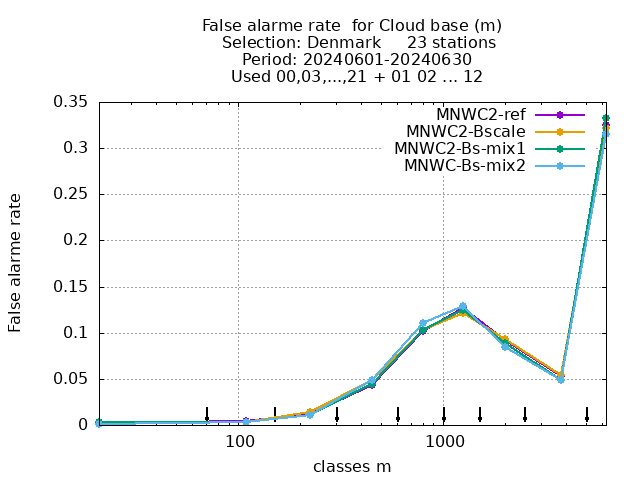 False alarme rate  for Cloud base (m)
Selection: Denmark     23 stations
Period: 20240601-20240630
Used 00,03,...,21 + 01 02 ... 12
MNWC2-ref
MNWC2-Bscale
MNWC2-Bs-mix1
MNWC-Bs-mix2
False alarme rate
0.35
0.3
0.25
0.2
0.15
0.1
0.05
0
100 1000
classes m